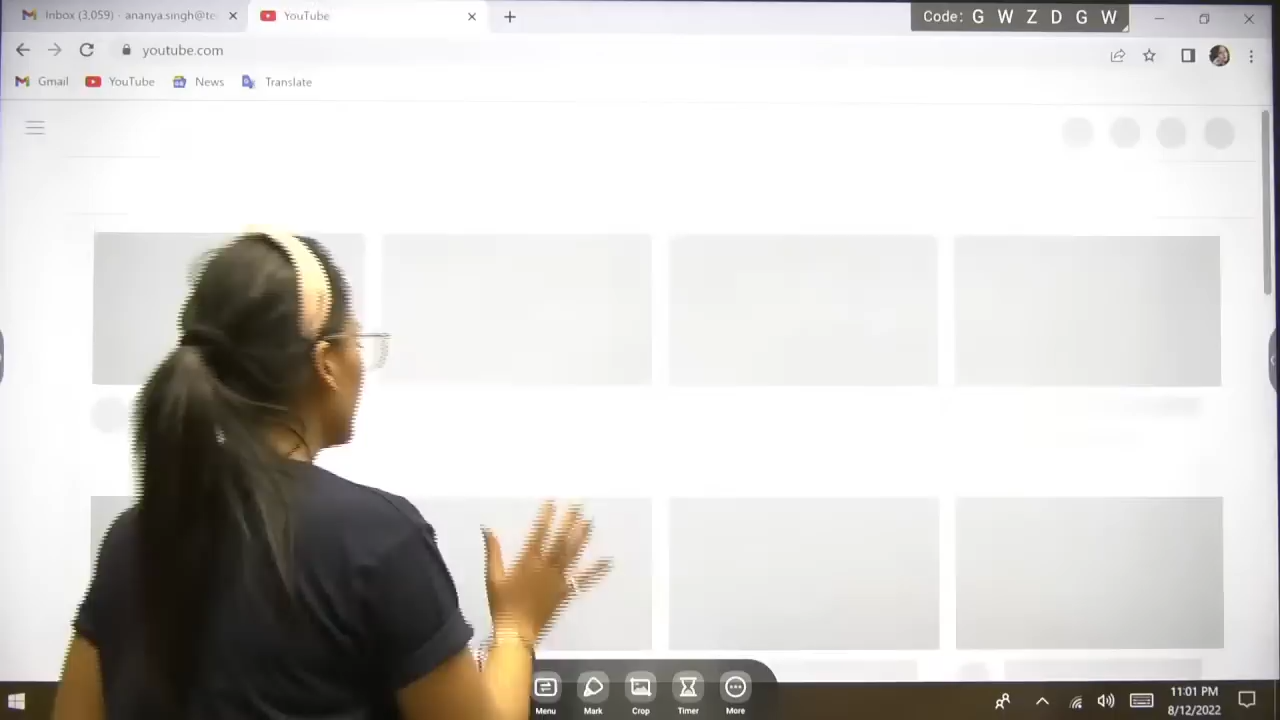 Inbox (3,059) - ananya.singh@te
YouTube
Code: G W Z D G W
youtube.com
Gmail
YouTube
News
Translate
Menu
Mark
Crop
Timer
More
11:01 PM
8/12/2022